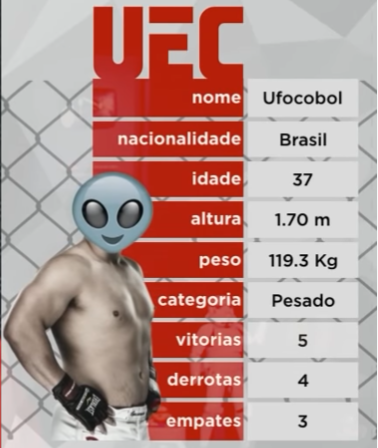 UFC
nome Ufocobol
nacionalidade Brasil
idade 37
altura 1.70 m
peso 119.3 Kg
categoria Pesado
vitorias 5
derrotas 4
empates 3